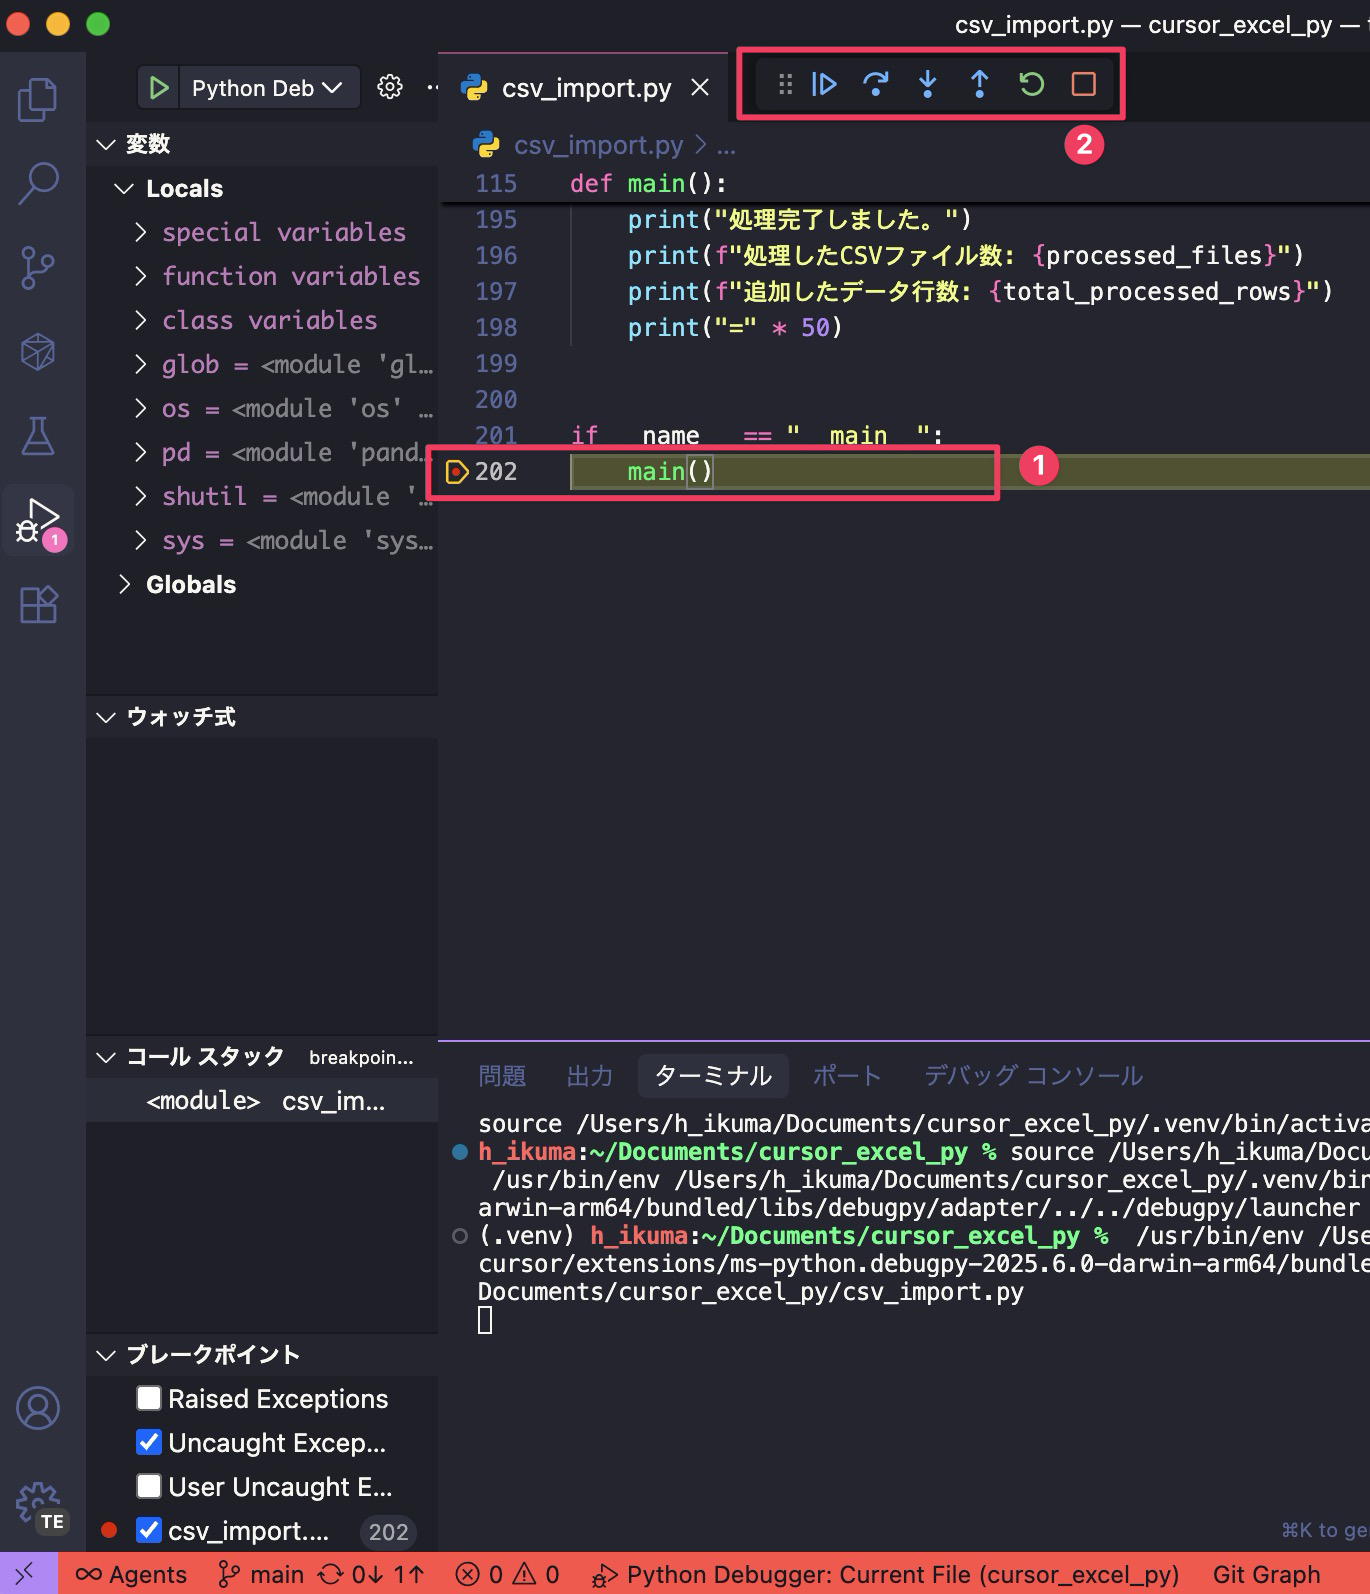 csv_import.py — cursor_excel_py —
Python Deb
csv_import.py
2
変数
csv_import.py > ...
Locals
115 def main():
special variables
195 print("処理完了しました。")
function variables
196 print(f"処理したCSVファイル数: {processed_files}")
class variables
197 print(f"追加したデータ行数: {total_processed_rows}")
198 print("=" * 50)
glob = <module 'gl…
199
os = <module 'os' …
200
pd = <module 'pand…
201 if __name__ == "__main__":
202 main()
1
shutil = <module '…
1
sys = <module 'sys…
Globals
ウォッチ式
コール スタック breakpoin...
<module> csv_im...
問題 出力 ターミナル ポート デバッグ コンソール
source /Users/h_ikuma/Documents/cursor_excel_py/.venv/bin/activa
h_ikuma:~/Documents/cursor_excel_py % source /Users/h_ikuma/Docu
/usr/bin/env /Users/h_ikuma/Documents/cursor_excel_py/.venv/bin
arwin-arm64/bundled/libs/debugpy/adapter/../../debugpy/launcher
(.venv) h_ikuma:~/Documents/cursor_excel_py % /usr/bin/env /Use
cursor/extensions/ms-python.debugpy-2025.6.0-darwin-arm64/bundle
Documents/cursor_excel_py/csv_import.py
ブレークポイント
Raised Exceptions
Uncaught Excep...
User Uncaught E...
csv_import.... 202
TE
⌘K to ge
Agents main 0↓ 1↑ 0 0 Python Debugger: Current File (cursor_excel_py) Git Graph